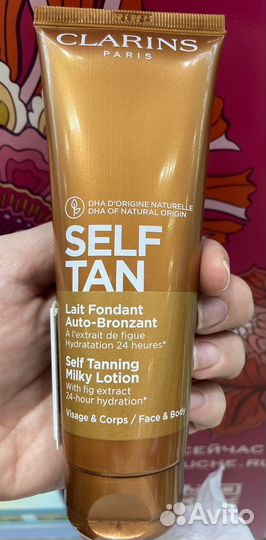 CLARINS
PARIS
DHA D'ORIGINE NATURELLE
DHA OF NATURAL ORIGIN
SELF
TAN
Lait Fondant
Auto-Bronzant
À l'extrait de figue
Hydratation 24 heures*
Self Tanning
Milky Lotion
With fig extract
24-hour hydration*
Visage & Corps / Face & Body
СЕЙЧАС
Avito